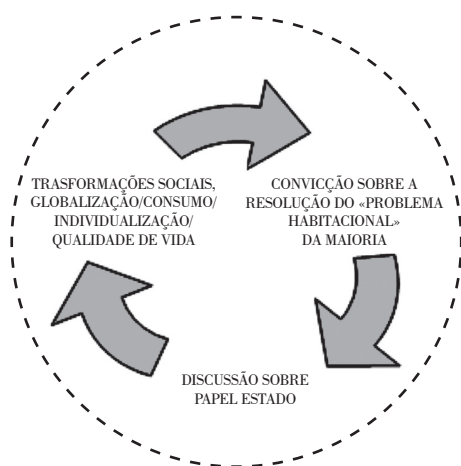 TRASFORMAÇÕES SOCIAIS,
GLOBALIZAÇÃO/CONSUMO/
INDIVIDUALIZAÇÃO/
QUALIDADE DE VIDA
CONVICÇÃO SOBRE A
RESOLUÇÃO DO «PROBLEMA
HABITACIONAL»
DA MAIORIA
DISCUSSÃO SOBRE
PAPEL ESTADO